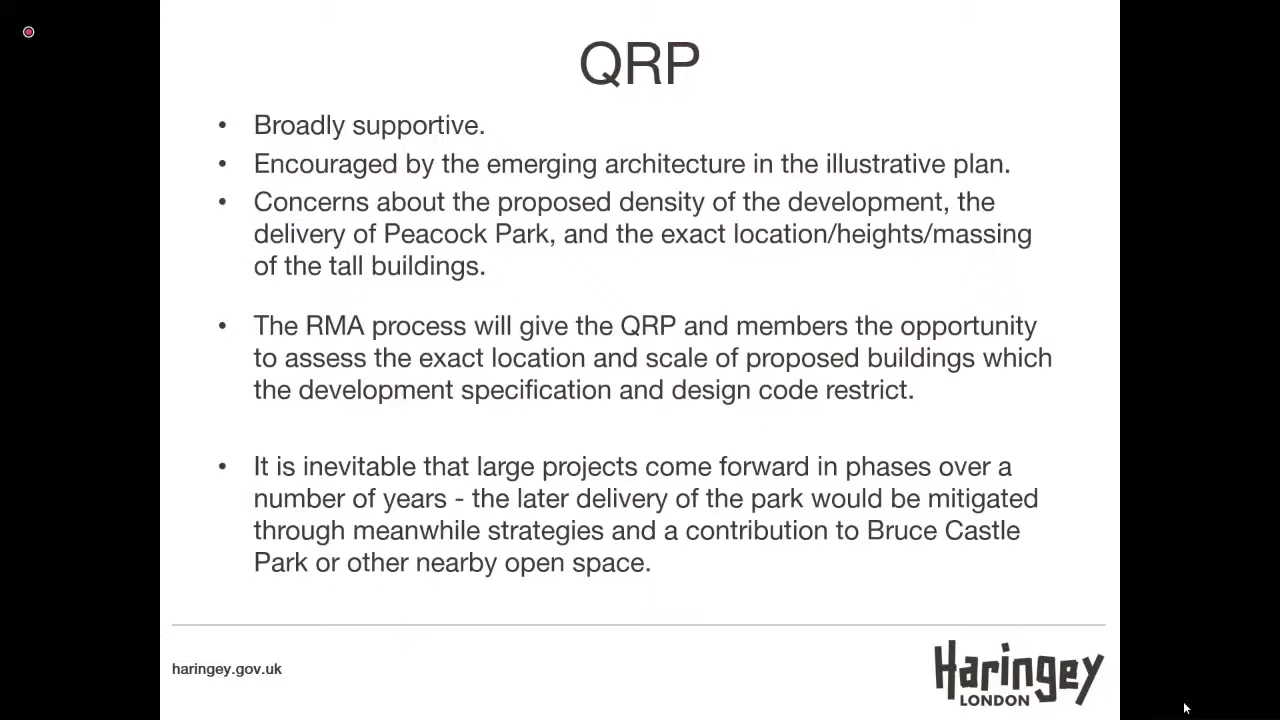 QRP
• Broadly supportive.
• Encouraged by the emerging architecture in the illustrative plan.
• Concerns about the proposed density of the development, the
delivery of Peacock Park, and the exact location/heights/massing
of the tall buildings.
• The RMA process will give the QRP and members the opportunity
to assess the exact location and scale of proposed buildings which
the development specification and design code restrict.
• It is inevitable that large projects come forward in phases over a
number of years - the later delivery of the park would be mitigated
through meanwhile strategies and a contribution to Bruce Castle
Park or other nearby open space.
haringey.gov.uk
Haringey
LONDON